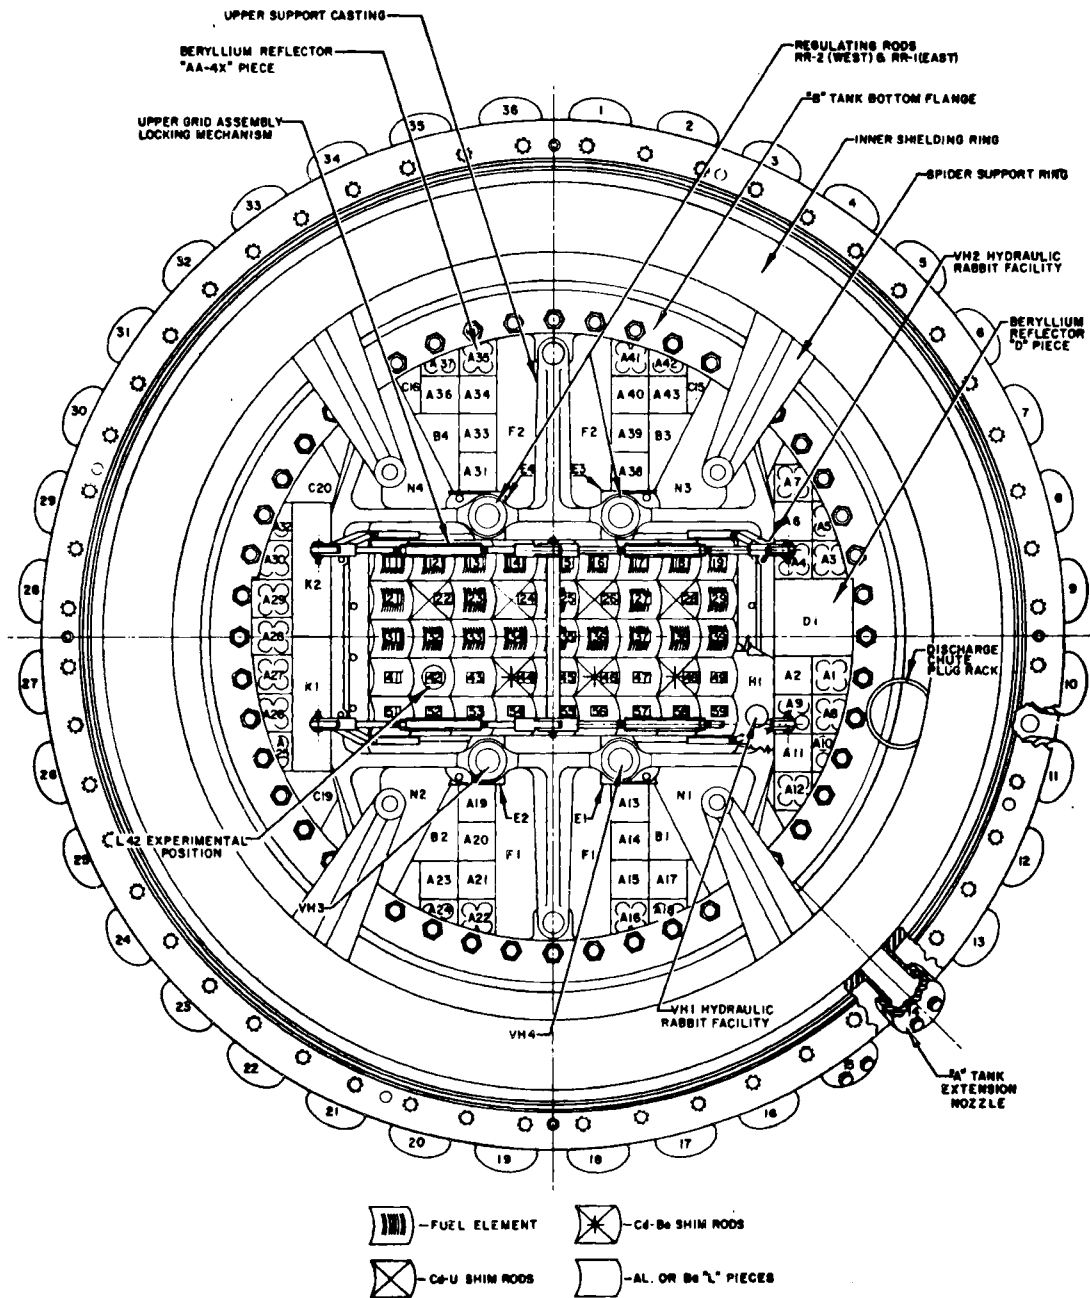 UPPER SUPPORT CASTING
BERYLLIUM REFLECTOR
"AA-4X" PIECE
UPPER GRID ASSEMBLY
LOCKING MECHANISM
REGULATING RODS
RR-2 (WEST) & RR-1 (EAST)
"B" TANK BOTTOM FLANGE
INNER SHIELDING RING
SPIDER SUPPORT RING
VH2 HYDRAULIC
RABBIT FACILITY
BERYLLIUM
REFLECTOR
"D" PIECE
36 1 2 3 4 5 6 7 8 9 10 11 12 13
35 34 33 32 31 30 29 28 27 26 25 24 23 22 21 20 19 18 17 16 15
A37 A35 A41 A42
C16 A36 A34 A40 A43 C15
B4 A33 F2 F2 A39 B3
A31 E4 E3 A38
C20 N4 N3 A7
A32 A6 A5
A30 A4 A3
K2 11 12 13 14 15 16 17 18 19
A29 21 22 23 24 25 26 27 28 29
D1
A28 31 32 33 34 35 36 37 38 39
A27 K1 41 42 43 44 45 46 47 48 H1 A2 A1
A26 51 52 53 54 55 56 57 58 59 A9 A8
A25 A11 A10
C19 N2 A19 E2 E1 A13 N1 A12
B2 A20 F1 F1 A14 B1
A23 A21 A15 A17
A24 A22 A16 A18
DISCHARGE
CHUTE
PLUG RACK
L42 EXPERIMENTAL
POSITION
VH3
VH4
VH1 HYDRAULIC
RABBIT FACILITY
"A" TANK
EXTENSION
NOZZLE
-FUEL ELEMENT
-Cd-Be SHIM RODS
-Cd-U SHIM RODS
-AL. OR Be "L" PIECES